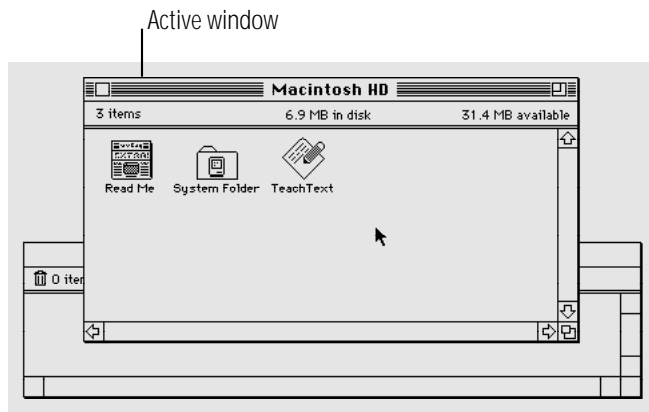 Active window
Macintosh HD
3 items 6.9 MB in disk 31.4 MB available
EXTRA!
Read Me System Folder TeachText
0 iter